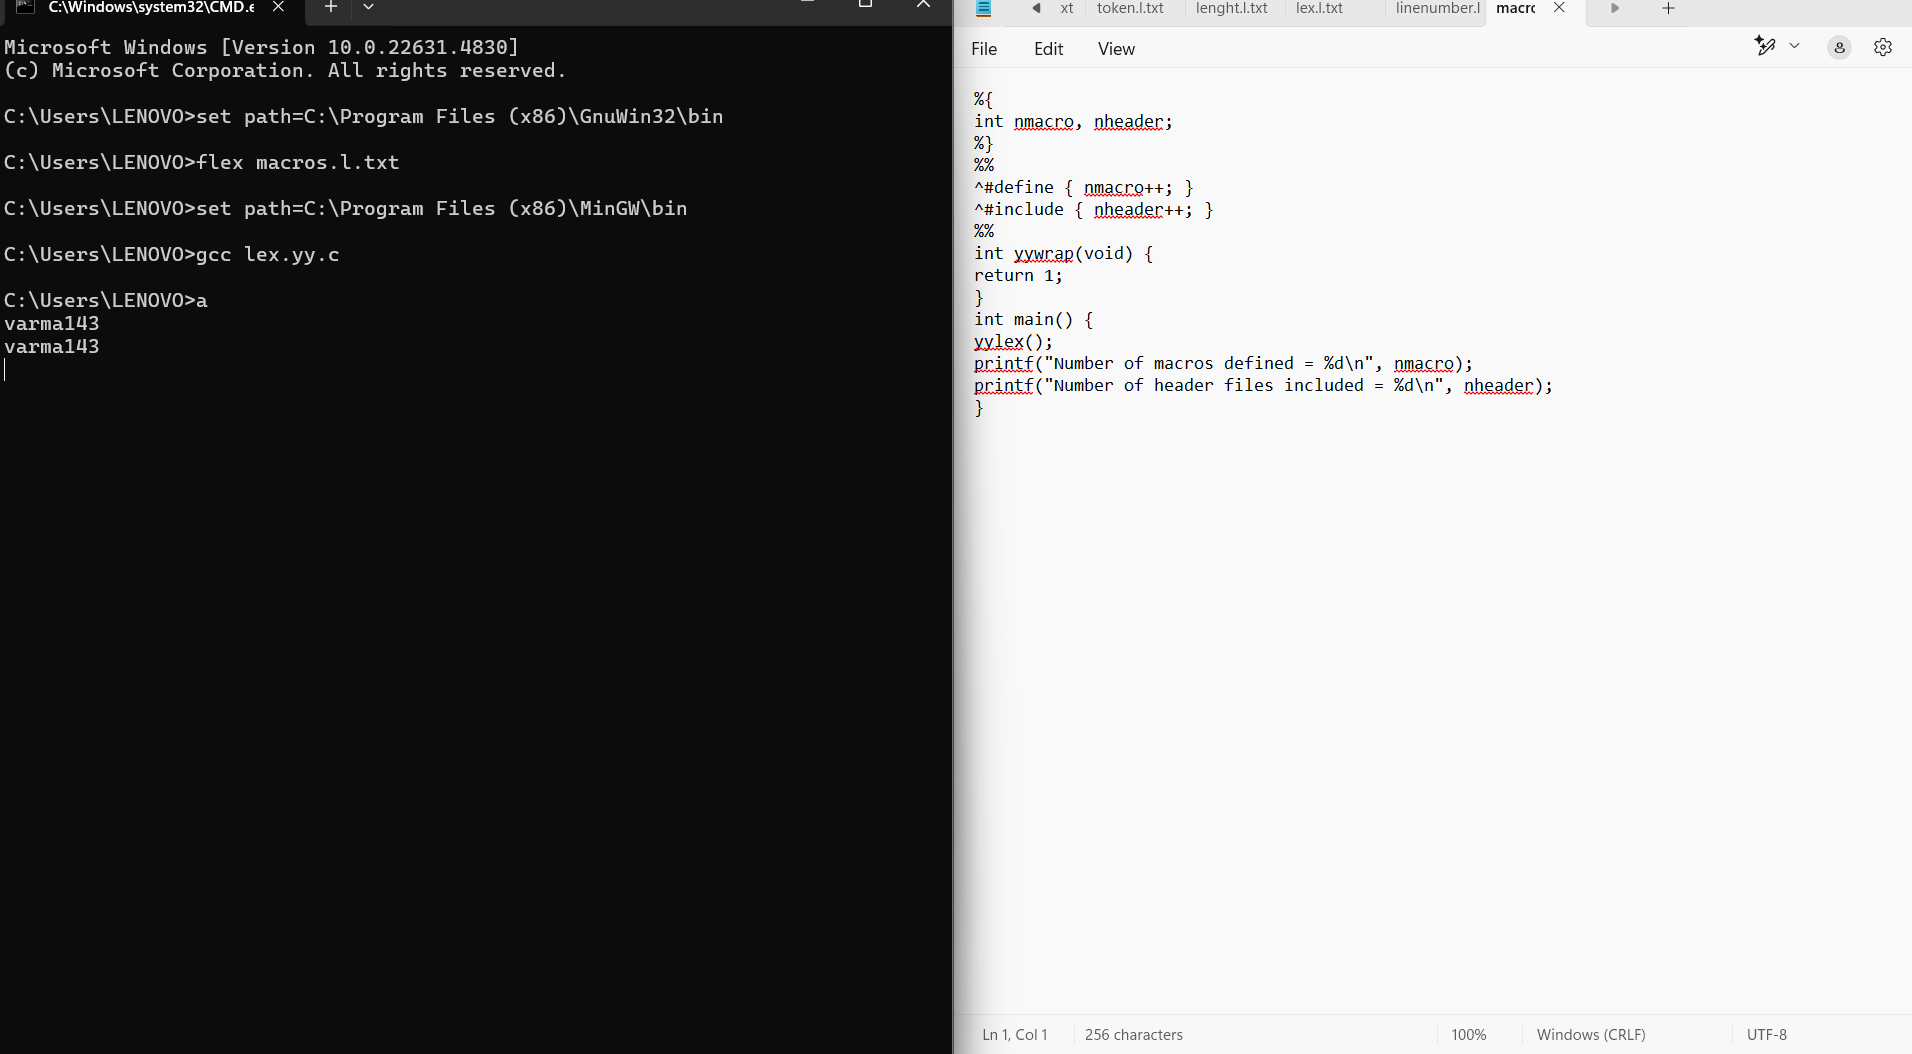 C:\Windows\system32\CMD.e
Microsoft Windows [Version 10.0.22631.4830]
(c) Microsoft Corporation. All rights reserved.
C:\Users\LENOVO>set path=C:\Program Files (x86)\GnuWin32\bin
C:\Users\LENOVO>flex macros.l.txt
C:\Users\LENOVO>set path=C:\Program Files (x86)\MinGW\bin
C:\Users\LENOVO>gcc lex.yy.c
C:\Users\LENOVO>a
varma143
varma143
xt token.l.txt lenght.l.txt lex.l.txt linenumber.l macro
File Edit View
%{
int nmacro, nheader;
%}
%%
^#define { nmacro++; }
^#include { nheader++; }
%%
int yywrap(void) {
return 1;
}
int main() {
yylex();
printf("Number of macros defined = %d\n", nmacro);
printf("Number of header files included = %d\n", nheader);
}
Ln 1, Col 1 256 characters 100% Windows (CRLF) UTF-8